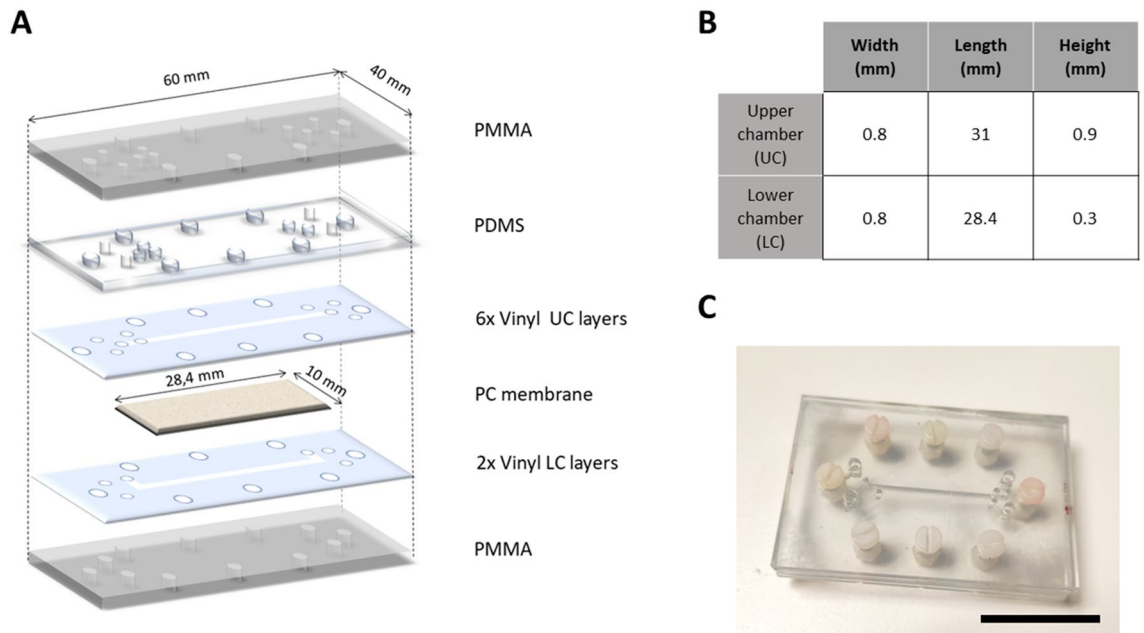 A
60 mm
40 mm
PMMA
PDMS
6x Vinyl UC layers
28,4 mm
10 mm
PC membrane
2x Vinyl LC layers
PMMA
B
Width
(mm)
Length
(mm)
Height
(mm)
Upper
chamber
(UC)
0.8
31
0.9
Lower
chamber
(LC)
0.8
28.4
0.3
C